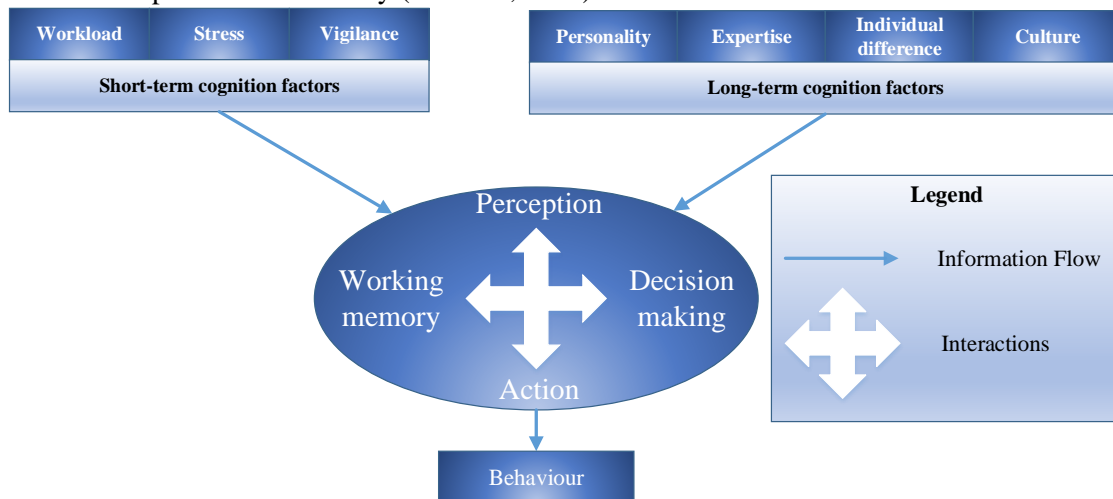 Workload Stress Vigilance
Short-term cognition factors
Personality Expertise Individual difference Culture
Long-term cognition factors
Perception
Working
memory
Decision
making
Action
Behaviour
Legend
Information Flow
Interactions